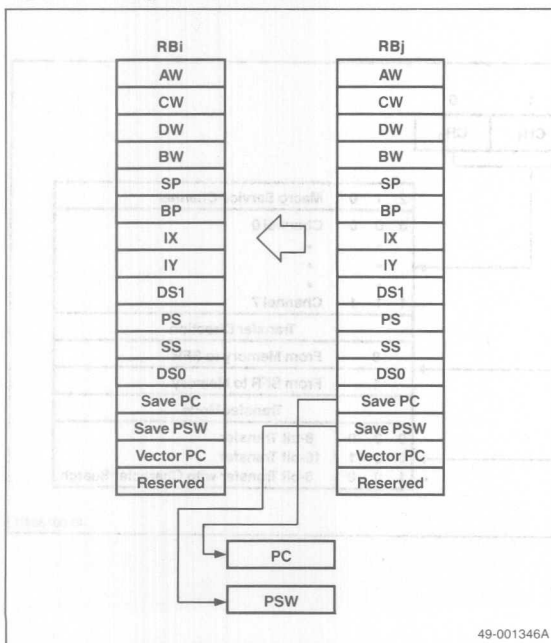 RBi RBj
AW AW
CW CW
DW DW
BW BW
SP SP
BP BP
IX IX
IY IY
DS1 DS1
PS PS
SS SS
DS0 DS0
Save PC Save PC
Save PSW Save PSW
Vector PC Vector PC
Reserved Reserved
PC
PSW
49-001346A